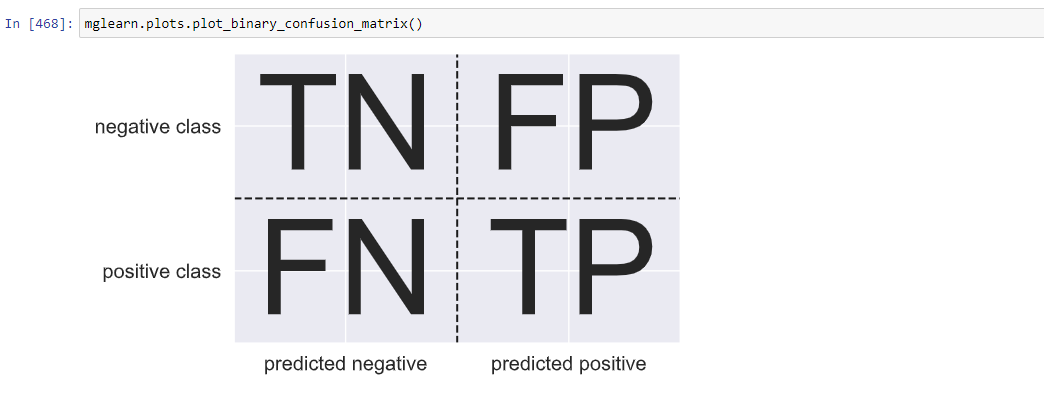 In [468]: mglearn.plots.plot_binary_confusion_matrix()
negative class TN FP
positive class FN TP
predicted negative predicted positive